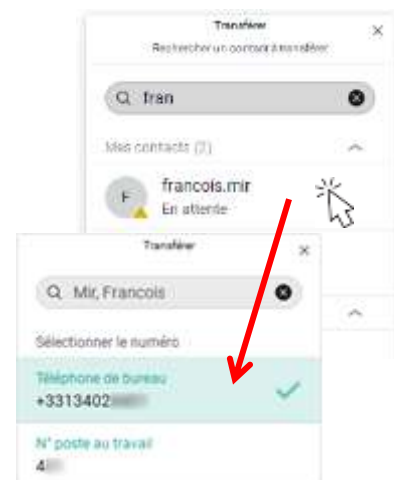 Transférer
Rechercher un contact à transférer
fran
Mes contacts (2)
F
francois.mir
En attente
Transférer
Mir, Francois
Sélectionner le numéro
Téléphone de bureau
+3313402
N° poste au travail
4